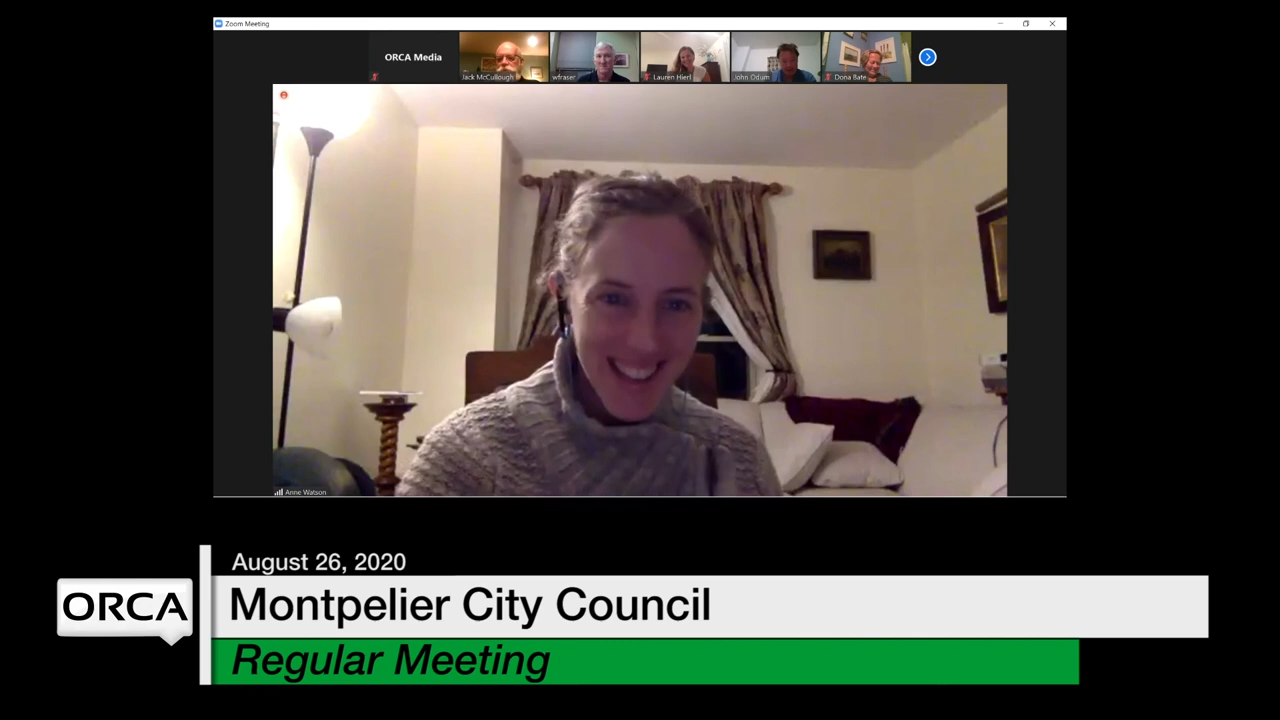 Zoom Meeting
ORCA Media
Jack McCullough
wfraser
Lauren Hierl
John Odum
Dona Bate
Anne Watson
August 26, 2020
ORCA
Montpelier City Council
Regular Meeting